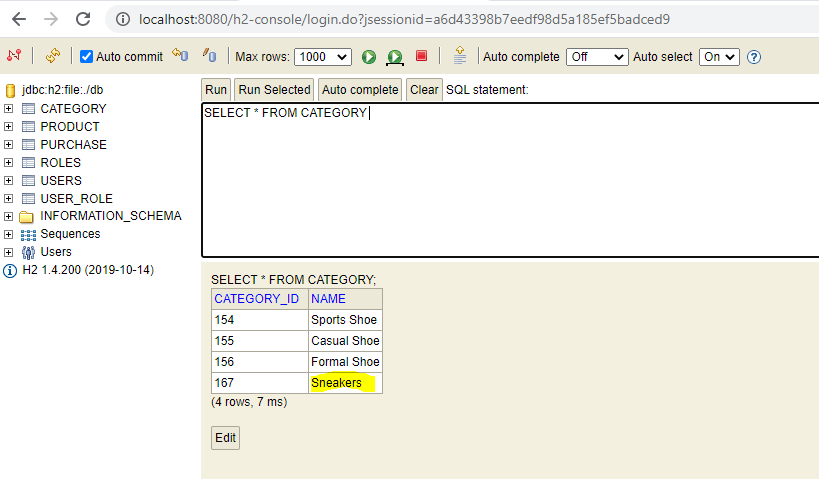 localhost:8080/h2-console/login.do?jsessionid=a6d43398b7eedf98d5a185ef5badced9
Auto commit Max rows: 1000 Auto complete Off Auto select On ?
jdbc:h2:file:./db
CATEGORY
PRODUCT
PURCHASE
ROLES
USERS
USER_ROLE
INFORMATION_SCHEMA
Sequences
Users
H2 1.4.200 (2019-10-14)
Run Run Selected Auto complete Clear SQL statement:
SELECT * FROM CATEGORY
SELECT * FROM CATEGORY;
CATEGORY_ID NAME
154 Sports Shoe
155 Casual Shoe
156 Formal Shoe
167 Sneakers
(4 rows, 7 ms)
Edit